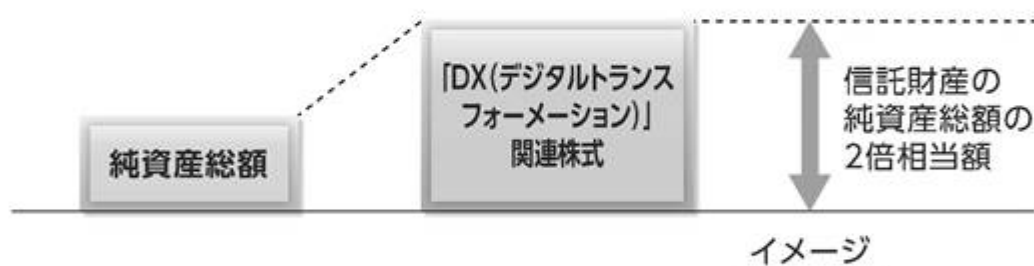 純資産総額
「DX(デジタルトランス
フォーメーション)」
関連株式
信託財産の
純資産総額の
2倍相当額
イメージ